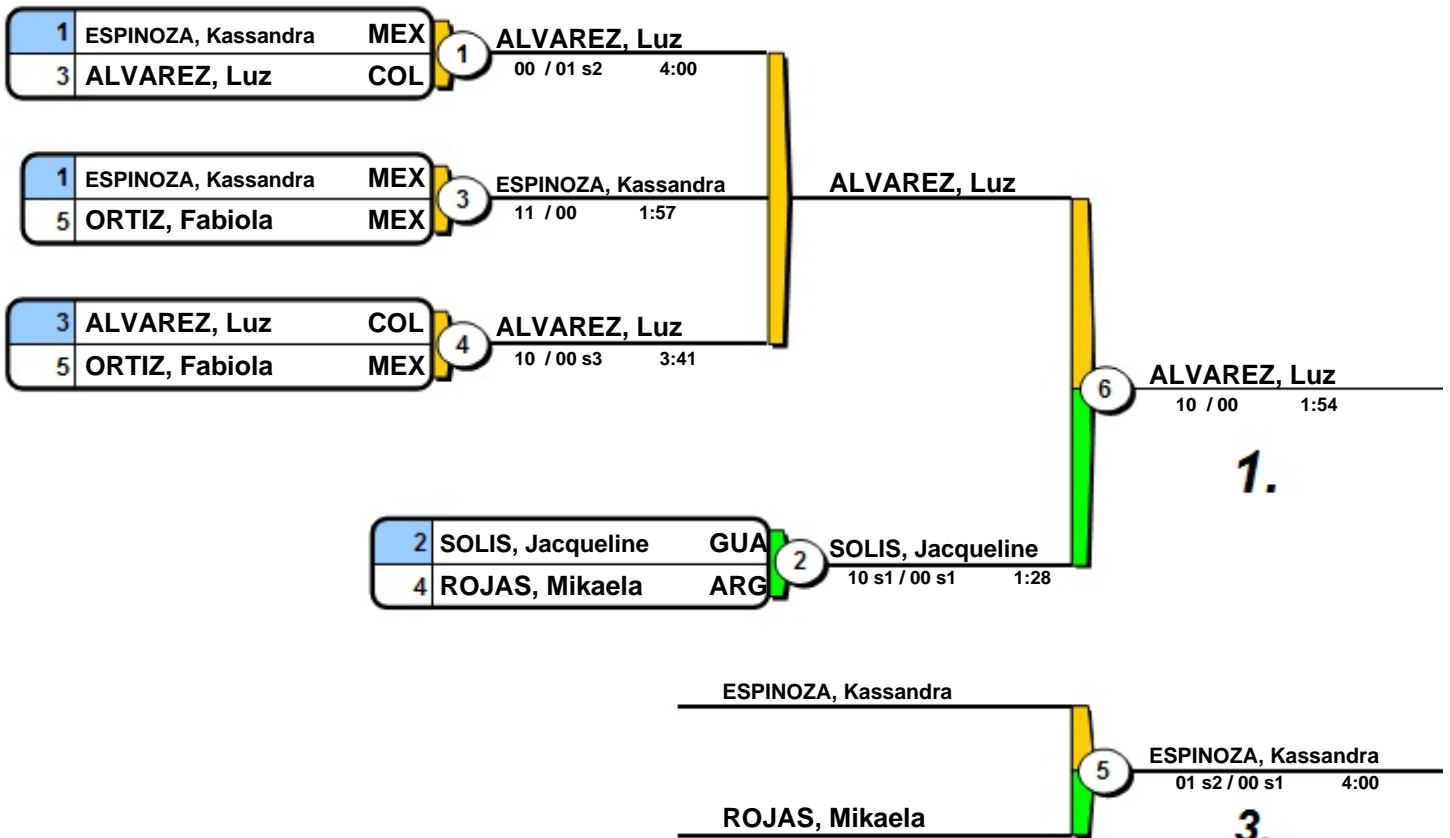 1 ESPINOZA, Kassandra MEX
3 ALVAREZ, Luz COL
1
ALVAREZ, Luz
00 / 01 s2 4:00
1 ESPINOZA, Kassandra MEX
5 ORTIZ, Fabiola MEX
3
ESPINOZA, Kassandra
11 / 00 1:57
ALVAREZ, Luz
3 ALVAREZ, Luz COL
5 ORTIZ, Fabiola MEX
4
ALVAREZ, Luz
10 / 00 s3 3:41
6
ALVAREZ, Luz
10 / 00 1:54
1.
2 SOLIS, Jacqueline GUA
4 ROJAS, Mikaela ARG
2
SOLIS, Jacqueline
10 s1 / 00 s1 1:28
ESPINOZA, Kassandra
5
ESPINOZA, Kassandra
01 s2 / 00 s1 4:00
ROJAS, Mikaela
3.